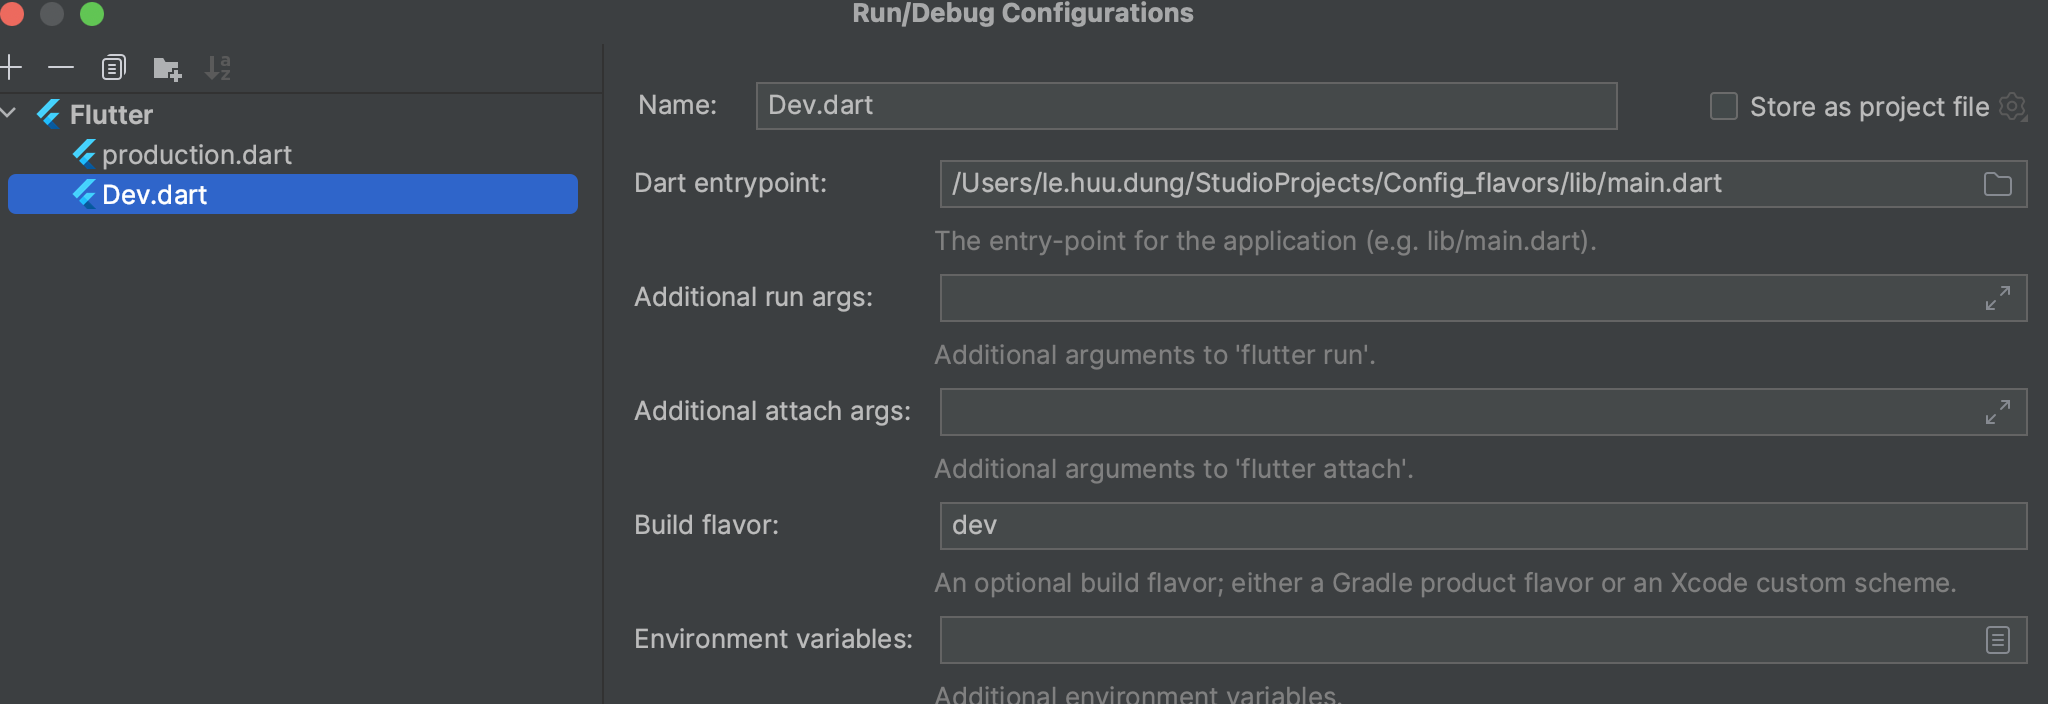 Run/Debug Configurations
Flutter
production.dart
Dev.dart
Name: Dev.dart Store as project file
Dart entrypoint: /Users/le.huu.dung/StudioProjects/Config_flavors/lib/main.dart
The entry-point for the application (e.g. lib/main.dart).
Additional run args:
Additional arguments to 'flutter run'.
Additional attach args:
Additional arguments to 'flutter attach'.
Build flavor: dev
An optional build flavor; either a Gradle product flavor or an Xcode custom scheme.
Environment variables:
Additional environment variables.